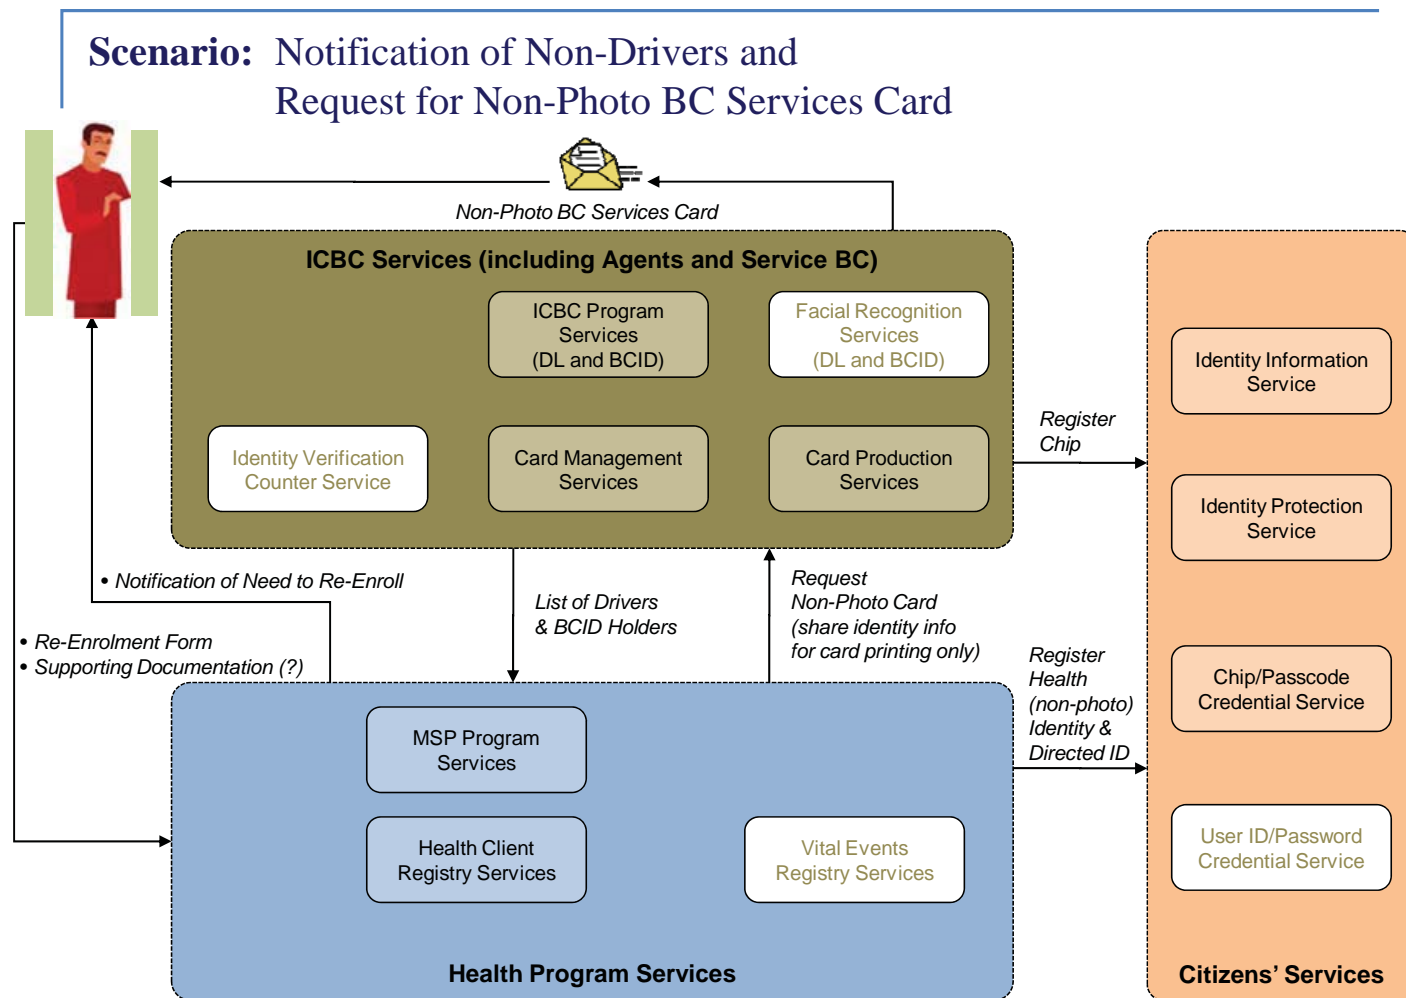 Scenario: Notification of Non-Drivers and
Request for Non-Photo BC Services Card
Non-Photo BC Services Card
ICBC Services (including Agents and Service BC)
ICBC Program
Services
(DL and BCID)
Facial Recognition
Services
(DL and BCID)
Identity Verification
Counter Service
Card Management
Services
Card Production
Services
Register
Chip
Identity Information
Service
Identity Protection
Service
Chip/Passcode
Credential Service
User ID/Password
Credential Service
Citizens' Services
• Notification of Need to Re-Enroll
• Re-Enrolment Form
• Supporting Documentation (?)
List of Drivers
& BCID Holders
Request
Non-Photo Card
(share identity info
for card printing only)
Register
Health
(non-photo)
Identity &
Directed ID
MSP Program
Services
Health Client
Registry Services
Vital Events
Registry Services
Health Program Services